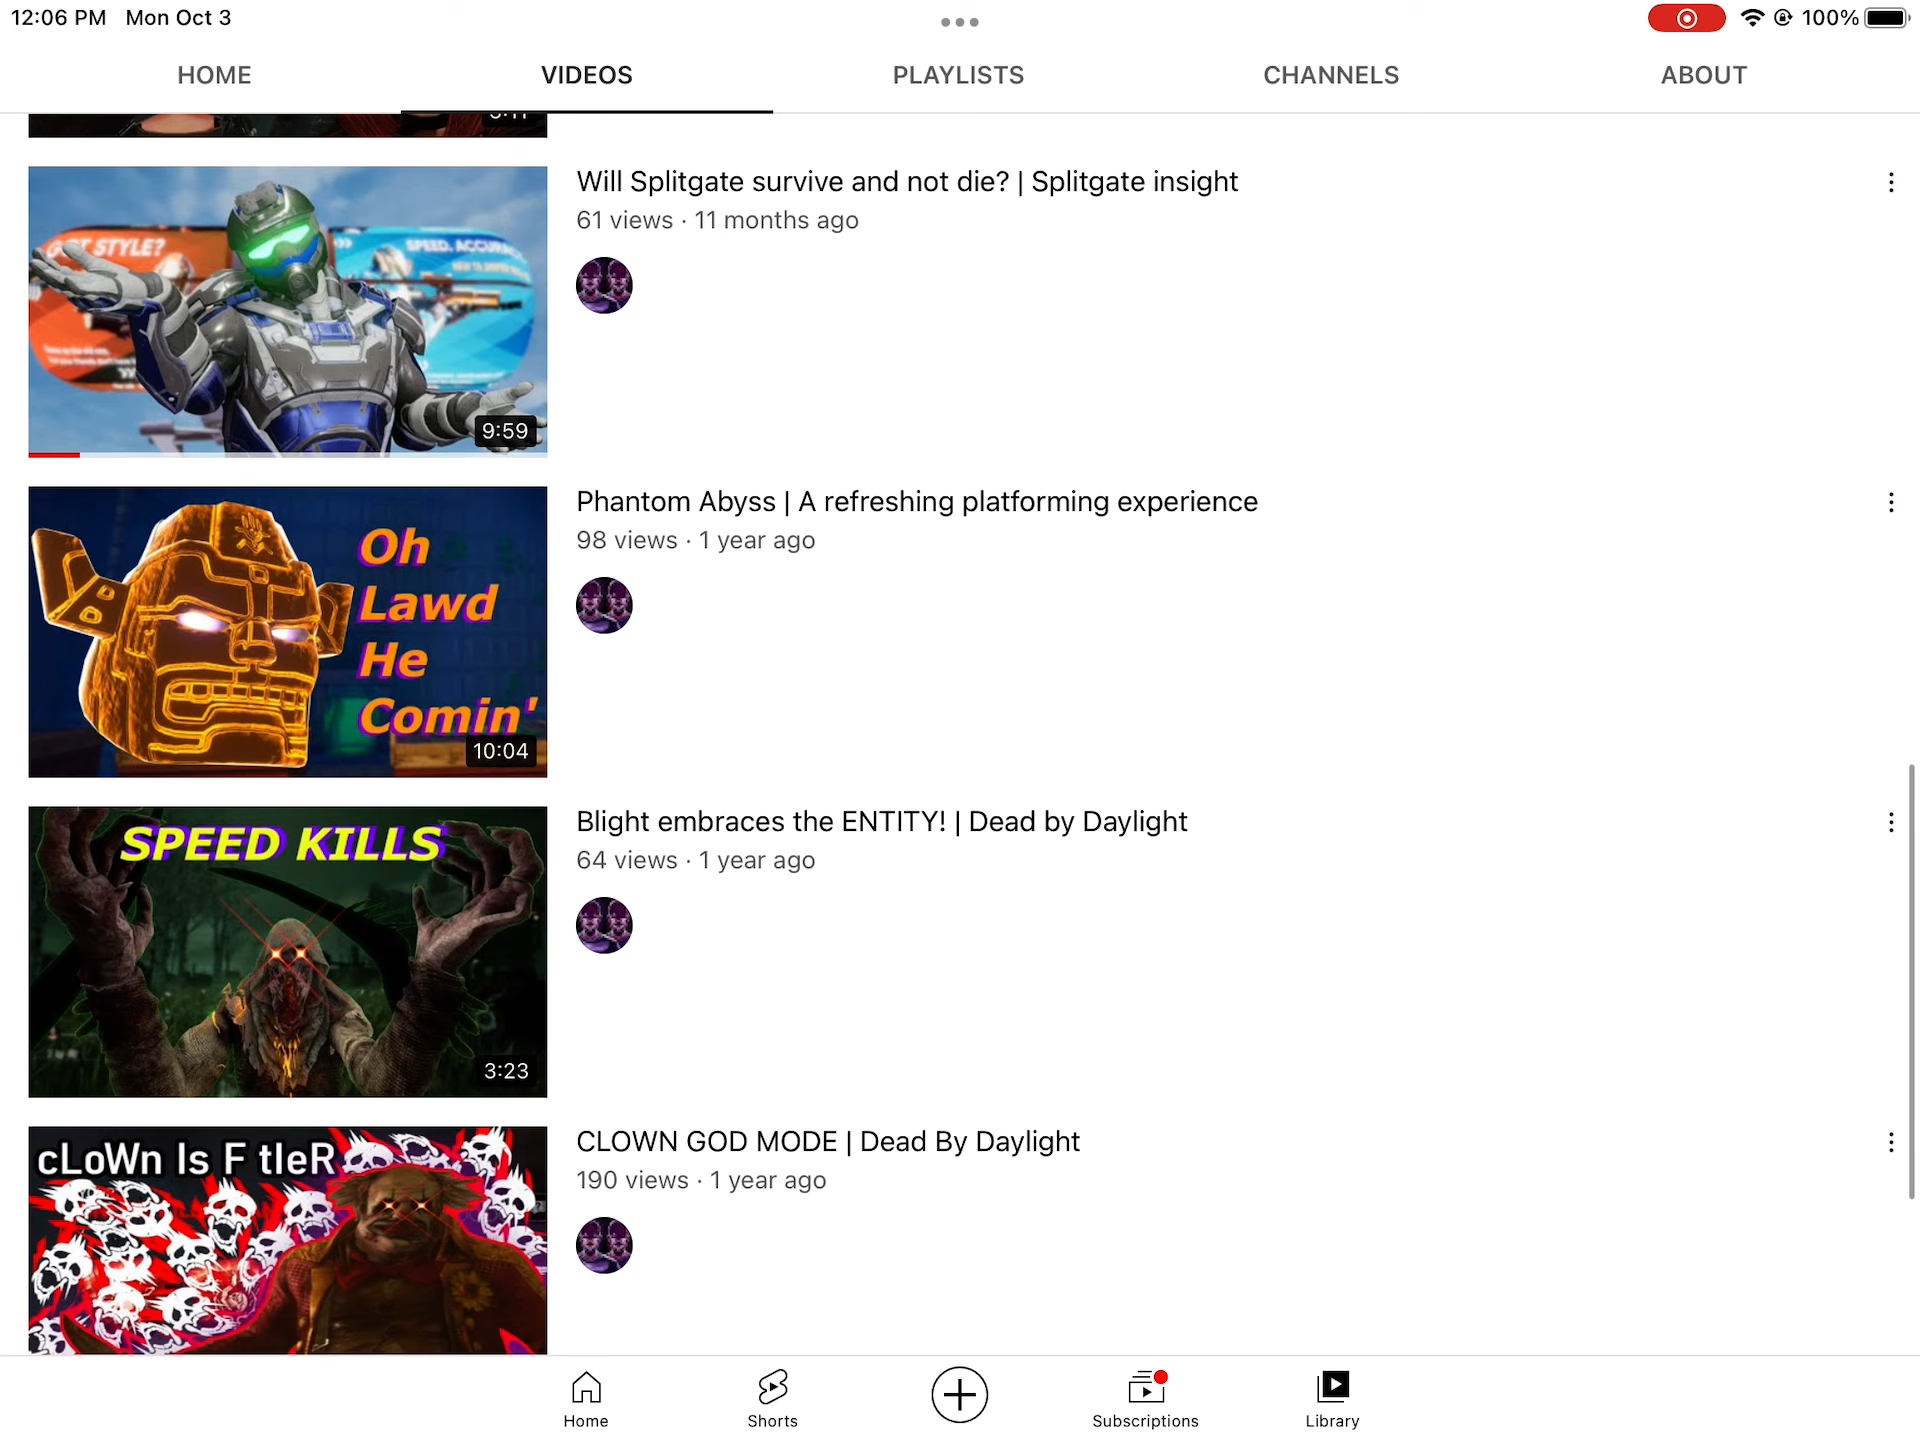 12:06 PM Mon Oct 3
100%
HOME VIDEOS PLAYLISTS CHANNELS ABOUT
Will Splitgate survive and not die? | Splitgate insight
61 views · 11 months ago
STYLE?
SPEED,
9:59
Phantom Abyss | A refreshing platforming experience
98 views · 1 year ago
Oh
Lawd
He
Comin'
10:04
Blight embraces the ENTITY! | Dead by Daylight
64 views · 1 year ago
SPEED KILLS
3:23
CLOWN GOD MODE | Dead By Daylight
190 views · 1 year ago
cLoWn Is F tleR
Home Shorts Subscriptions Library